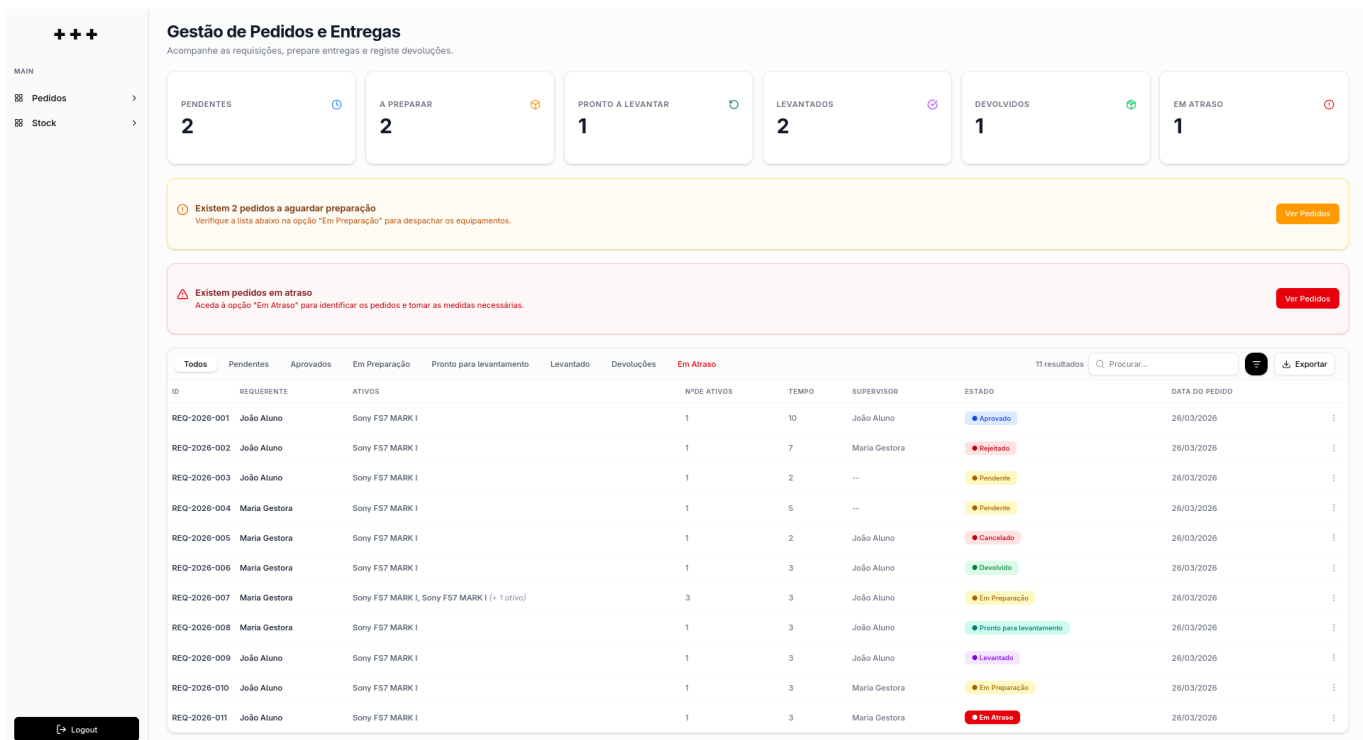 +++
Gestão de Pedidos e Entregas
Acompanhe as requisições, prepare entregas e registe devoluções.
MAIN
Pedidos
Stock
PENDENTES
2
A PREPARAR
2
PRONTO A LEVANTAR
1
LEVANTADOS
2
DEVOLVIDOS
1
EM ATRASO
1
Existem 2 pedidos a aguardar preparação
Verifique a lista abaixo na opção "Em Preparação" para despachar os equipamentos.
Ver Pedidos
Existem pedidos em atraso
Aceda à opção "Em Atraso" para identificar os pedidos e tomar as medidas necessárias.
Ver Pedidos
Todos Pendentes Aprovados Em Preparação Pronto para levantamento Levantado Devoluções Em Atraso 11 resultados Procurar... Exportar
ID REQUERENTE ATIVOS NºDE ATIVOS TEMPO SUPERVISOR ESTADO DATA DO PEDIDO
REQ-2026-001 João Aluno Sony FS7 MARK I 1 10 João Aluno Aprovado 26/03/2026
REQ-2026-002 João Aluno Sony FS7 MARK I 1 7 Maria Gestora Rejeitado 26/03/2026
REQ-2026-003 João Aluno Sony FS7 MARK I 1 2 -- Pendente 26/03/2026
REQ-2026-004 Maria Gestora Sony FS7 MARK I 1 5 -- Pendente 26/03/2026
REQ-2026-005 Maria Gestora Sony FS7 MARK I 1 2 João Aluno Cancelado 26/03/2026
REQ-2026-006 Maria Gestora Sony FS7 MARK I 1 3 João Aluno Devolvido 26/03/2026
REQ-2026-007 Maria Gestora Sony FS7 MARK I, Sony FS7 MARK I (+ 1 ativo) 3 3 João Aluno Em Preparação 26/03/2026
REQ-2026-008 Maria Gestora Sony FS7 MARK I 1 3 João Aluno Pronto para levantamento 26/03/2026
REQ-2026-009 João Aluno Sony FS7 MARK I 1 3 João Aluno Levantado 26/03/2026
REQ-2026-010 João Aluno Sony FS7 MARK I 1 3 Maria Gestora Em Preparação 26/03/2026
REQ-2026-011 João Aluno Sony FS7 MARK I 1 3 Maria Gestora Em Atraso 26/03/2026
Logout